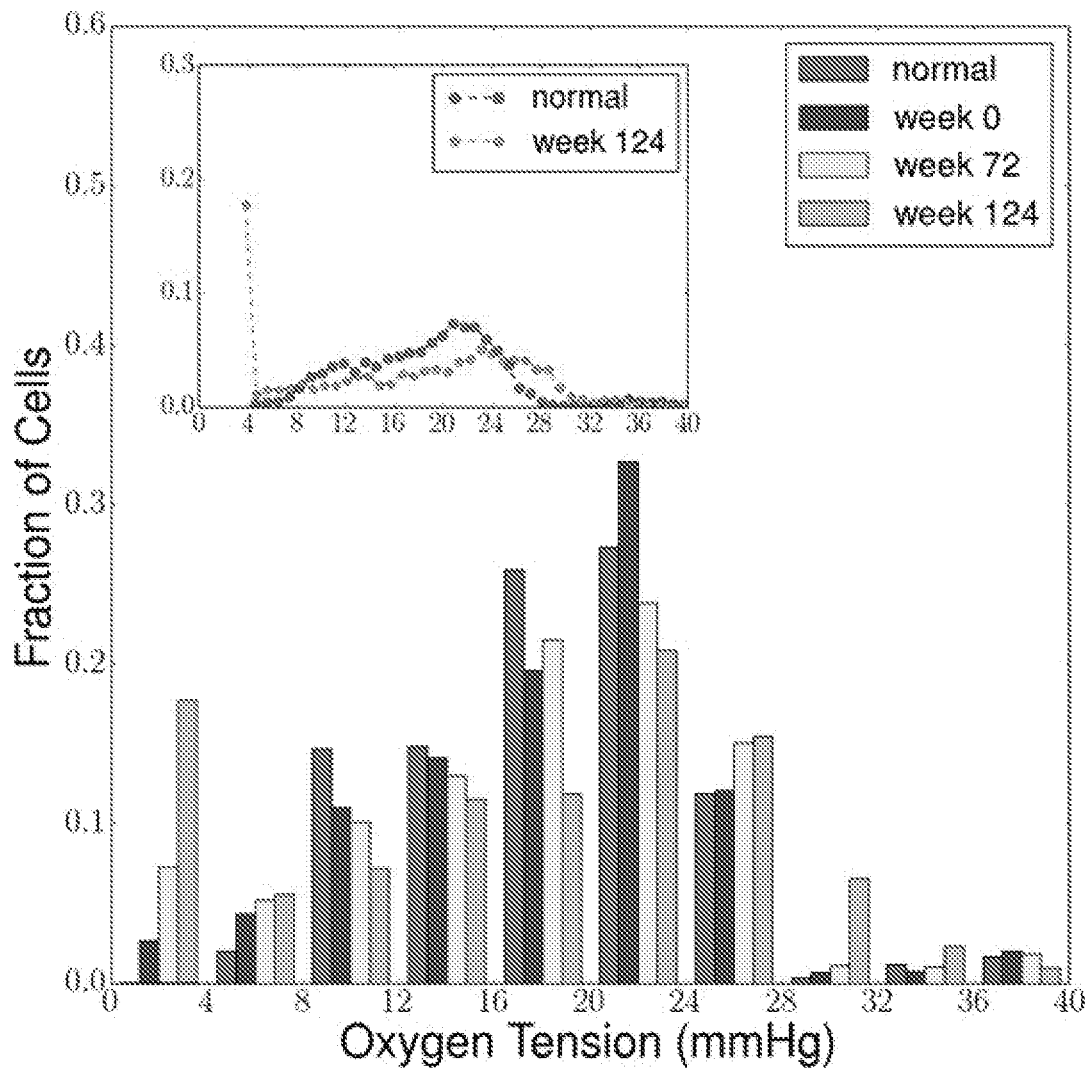 0.6
0.5
0.4
0.3
0.2
0.1
0.0
Fraction of Cells
0 4 8 12 16 20 24 28 32 36 40
Oxygen Tension (mmHg)
normal
week 0
week 72
week 124
0.3
0.2
0.1
0.0
0 4 8 12 16 20 24 28 32 36 40
normal
week 124